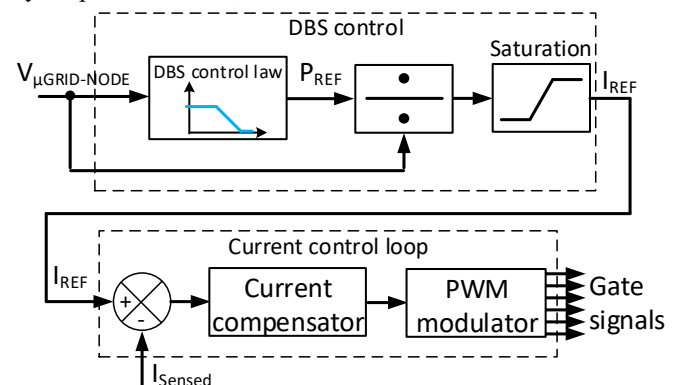 DBS control
VμGRID-NODE
DBS control law
PREF
Saturation
IREF
Current control loop
IREF
+
-
Current
compensator
PWM
modulator
Gate
signals
ISensed